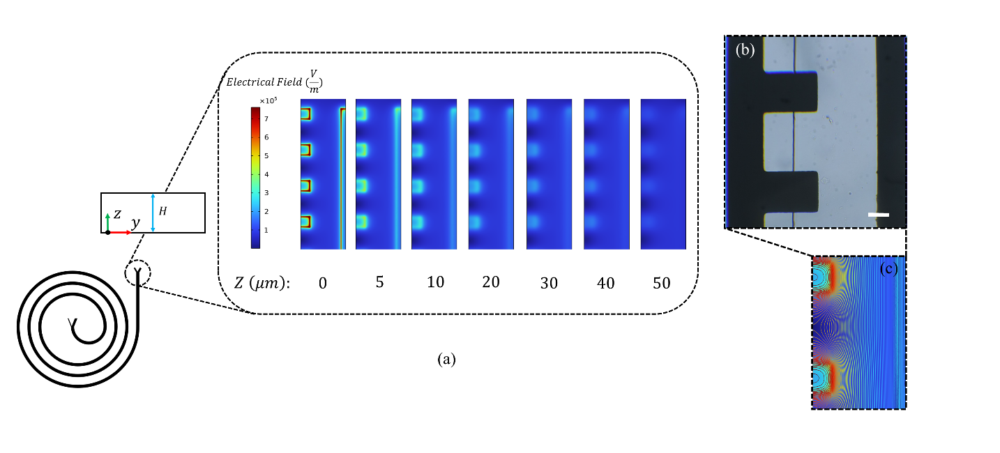 Electrical Field (V/m)
×10⁵
7
6
5
4
3
2
1
Z (μm): 0 5 10 20 30 40 50
z
H
y
(a)
(b)
(c)